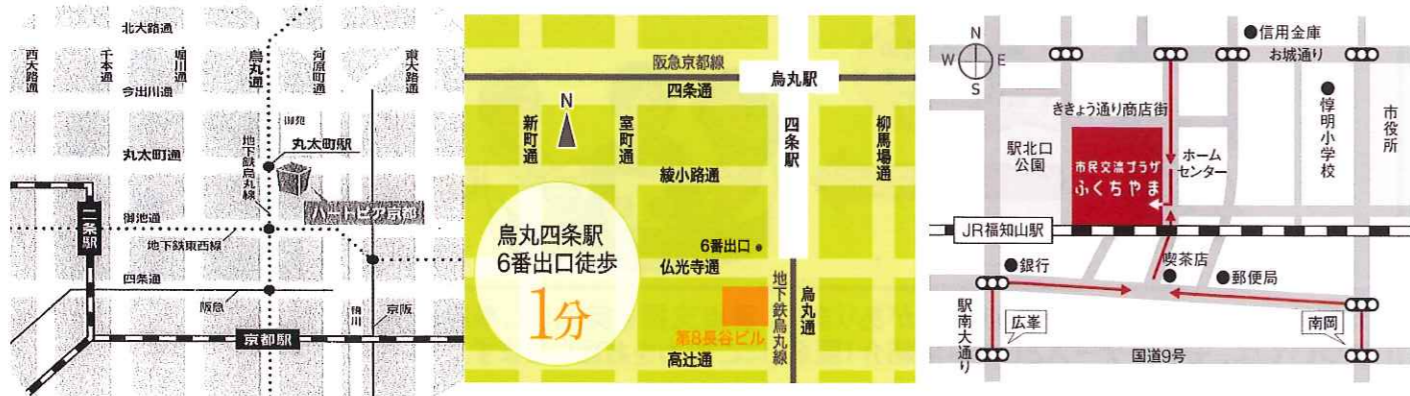 北大路通
西大路通
千本通
堀川通
烏丸通
河原町通
東大路通
今出川通
御苑
丸太町駅
丸太町通
地下鉄烏丸線
ハートピア京都
二条駅
御池通
地下鉄東西線
四条通
阪急
鴨川
京阪
京都駅
阪急京都線
烏丸駅
四条通
N
新町通
室町通
四条駅
柳馬場通
綾小路通
烏丸四条駅
6番出口徒歩
1分
6番出口
仏光寺通
地下鉄烏丸線
烏丸通
第8長谷ビル
高辻通
N
W
E
S
信用金庫
お城通り
ききょう通り商店街
惇明小学校
市役所
駅北口
公園
市民交流プラザ
ふくちやま
ホーム
センター
JR福知山駅
喫茶店
銀行
郵便局
駅南大通り
広峯
南岡
国道9号